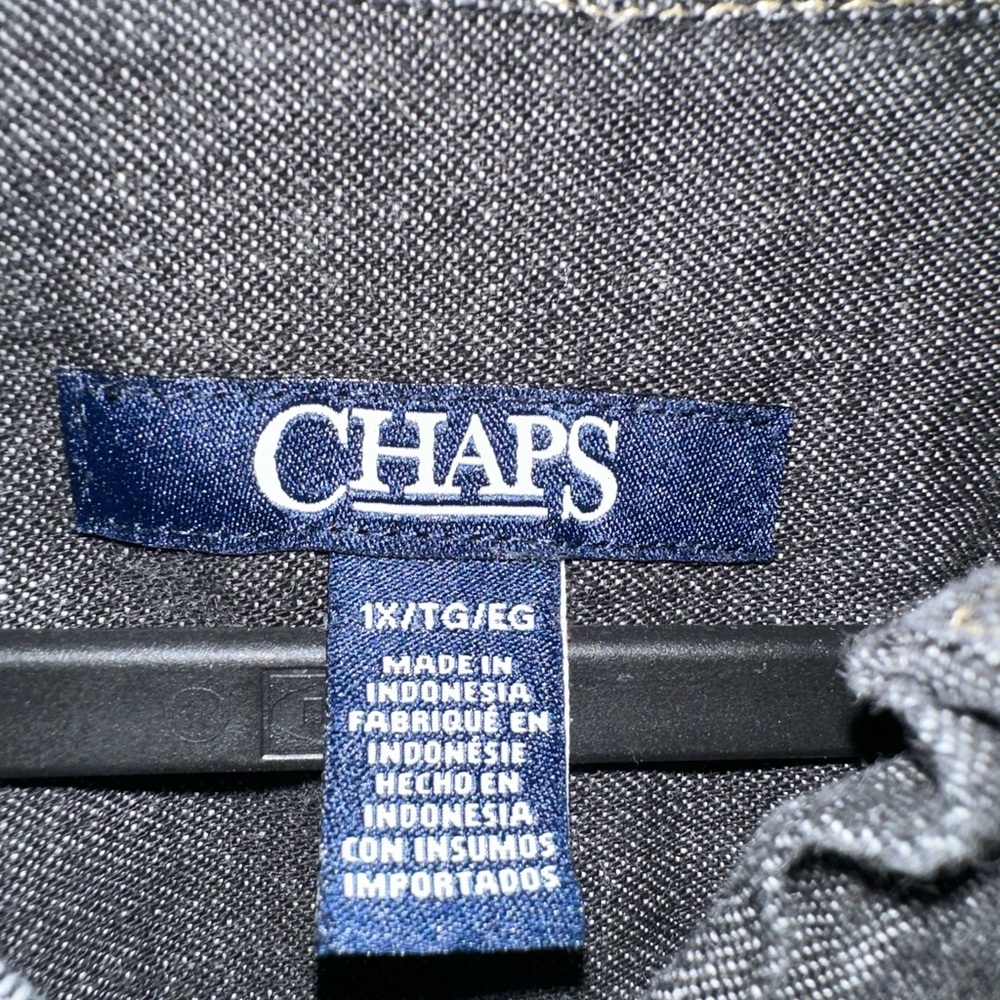 CHAPS
1X/TG/EG
MADE IN
INDONESIA
FABRIQUÉ EN
INDONÉSIE
HECHO EN
INDONESIA
CON INSUMOS
IMPORTADOS